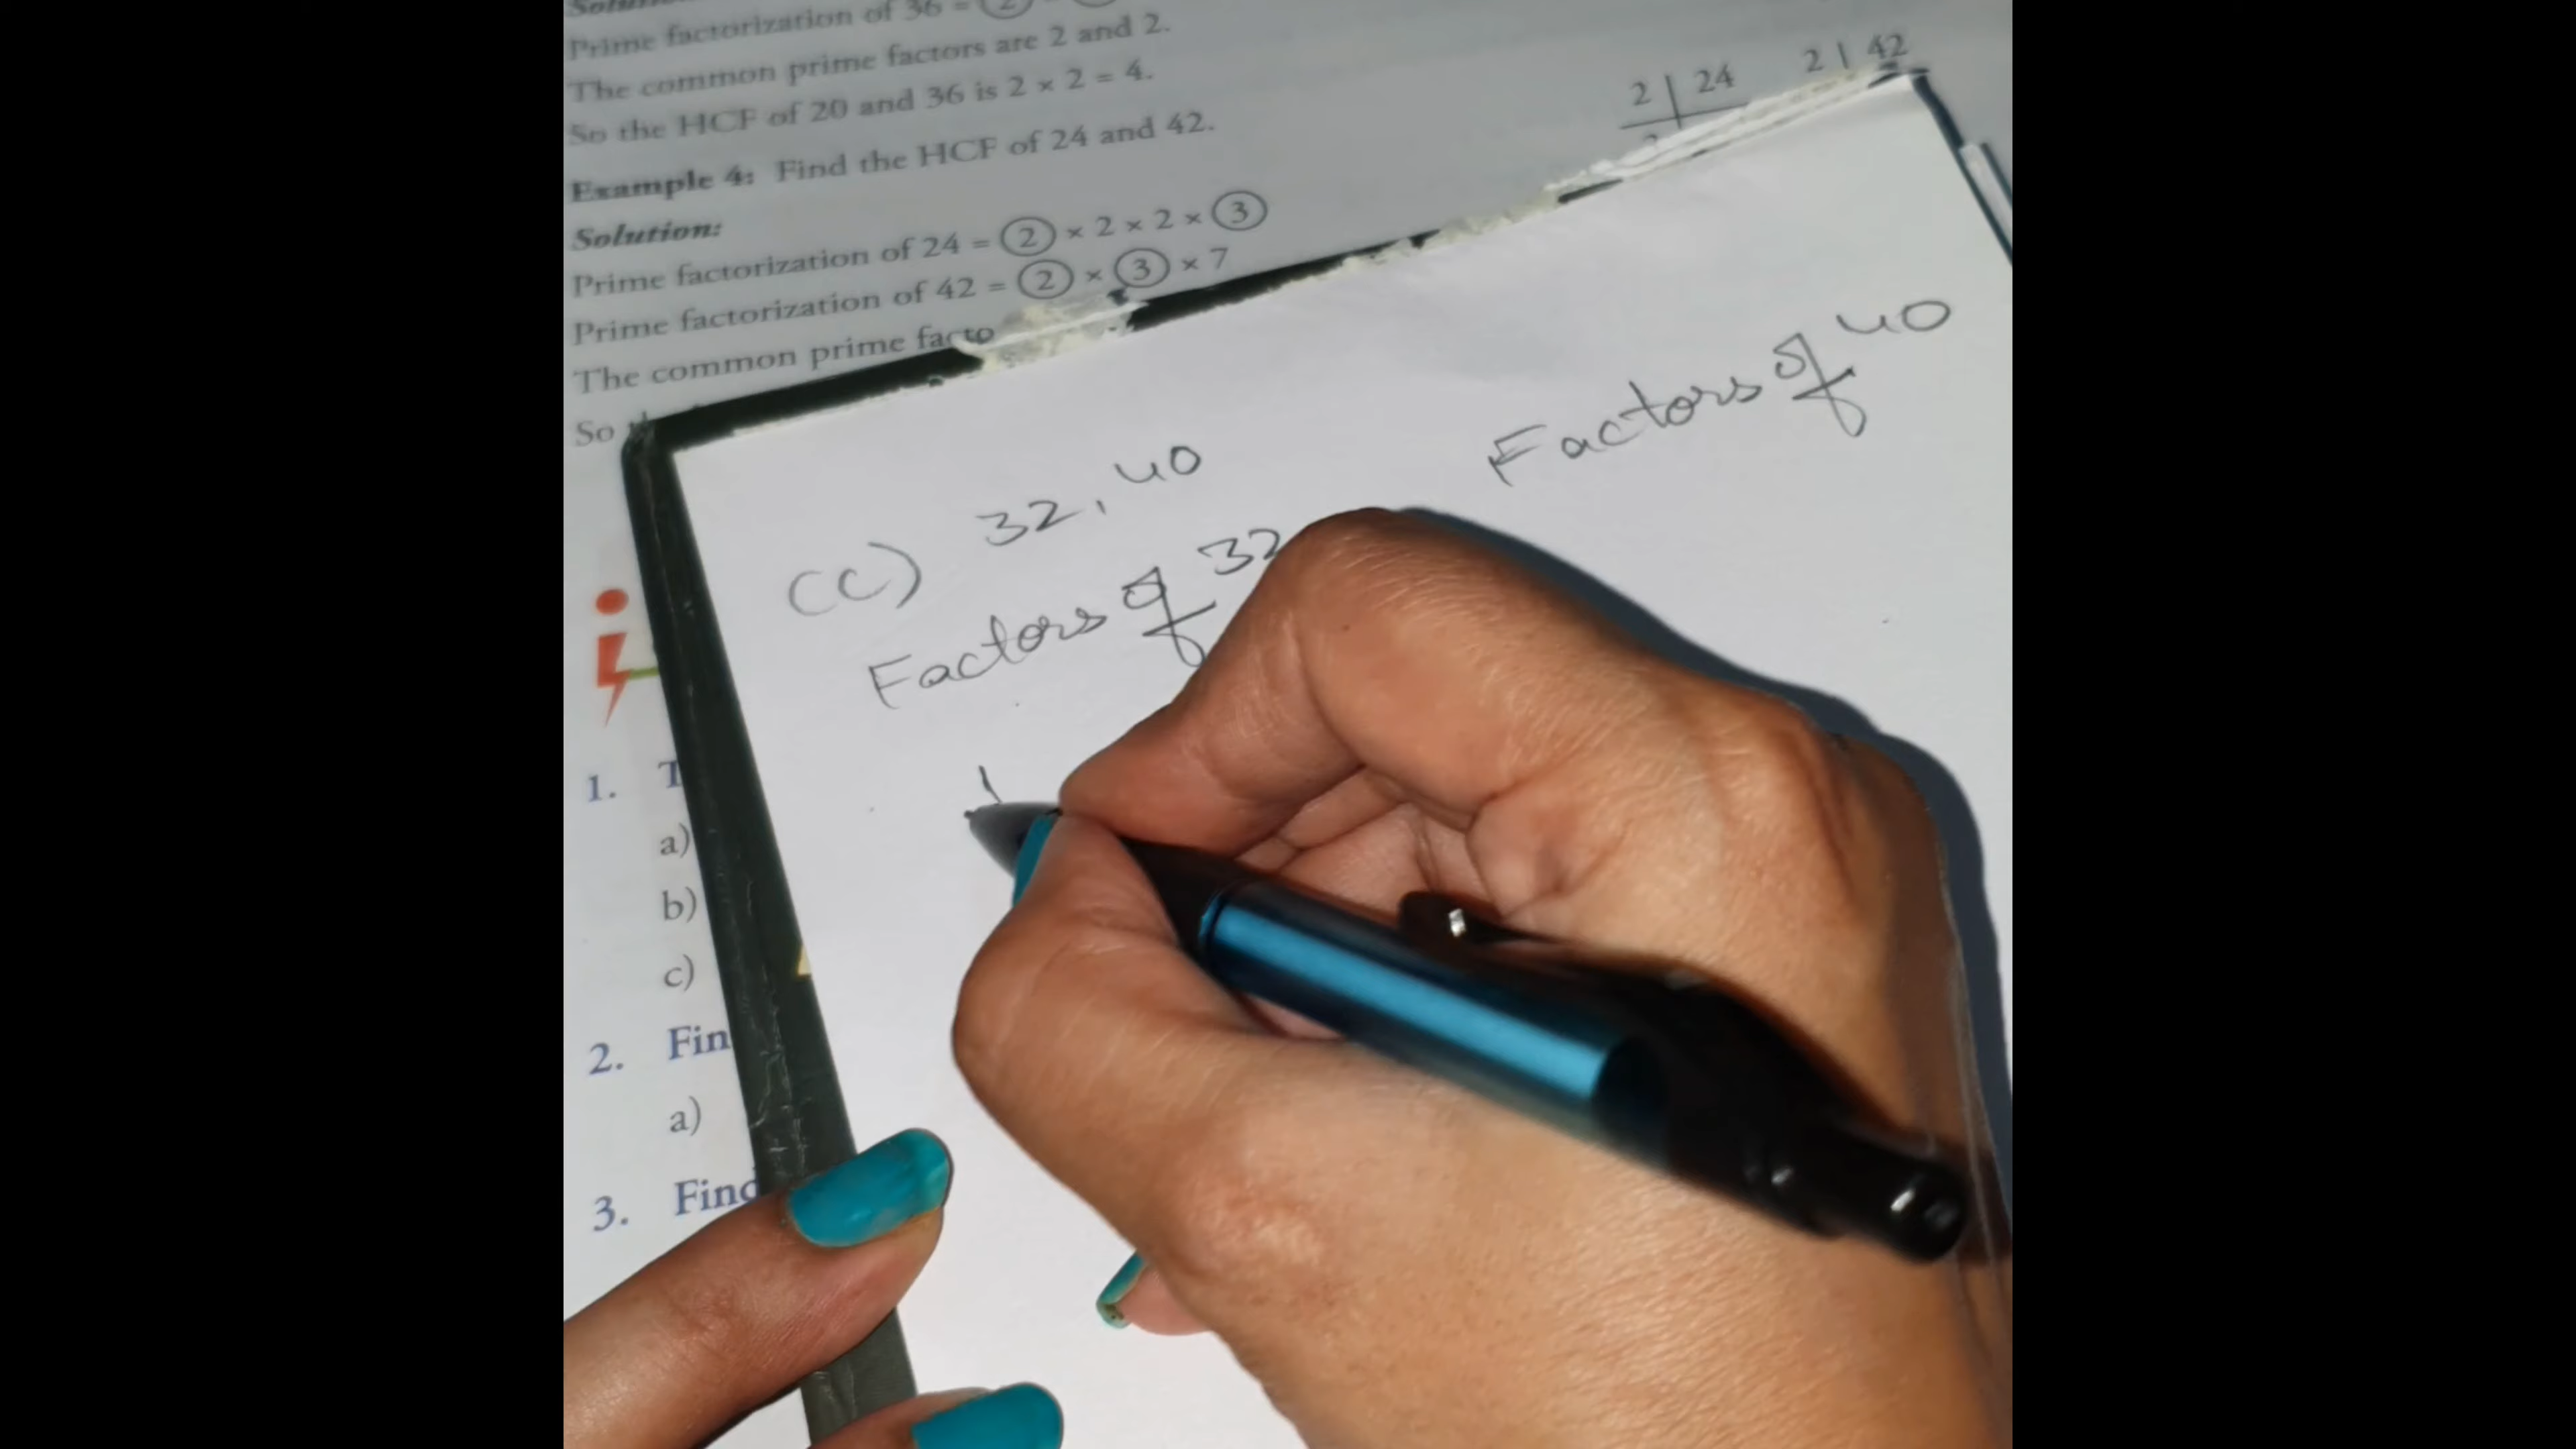 Prime factorization of 36 = 2
The common prime factors are 2 and 2.
So the HCF of 20 and 36 is 2 × 2 = 4.
Example 4: Find the HCF of 24 and 42.
2 | 24
2 | 42
Solution:
Prime factorization of 24 = 2 × 2 × 2 × 3
Prime factorization of 42 = 2 × 3 × 7
The common prime facto
So
(C) 32, 40
Factors of 32
Factors of 40
1
1. T
a)
b)
c)
2. Fin
a)
3. Find